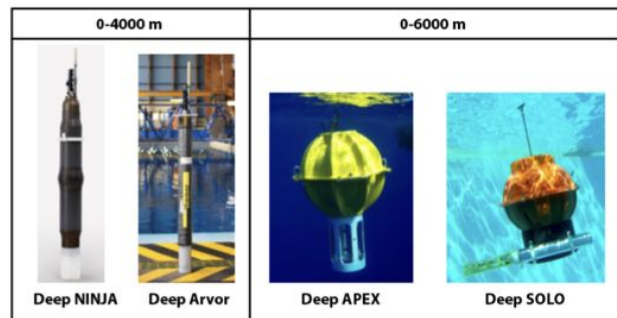 0-4000 m
0-6000 m
Deep NINJA
Deep Arvor
Deep APEX
Deep SOLO